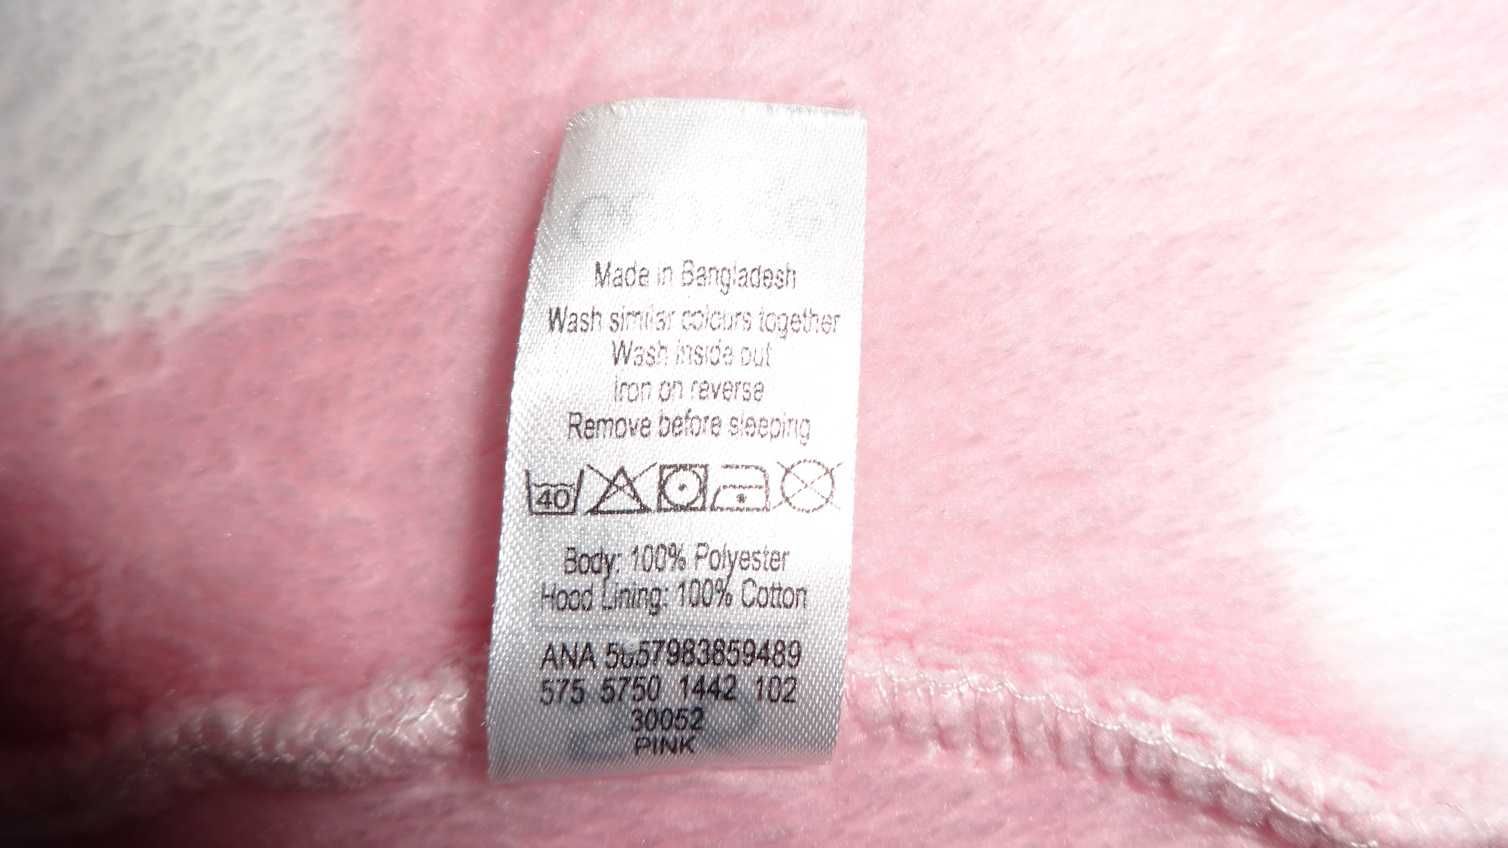 Made in Bangladesh
Wash similar colours together
Wash inside out
Iron on reverse
Remove before sleeping
40
Body: 100% Polyester
Hood Lining: 100% Cotton
ANA 5057983859489
575 5750 1442 102
30052
PINK